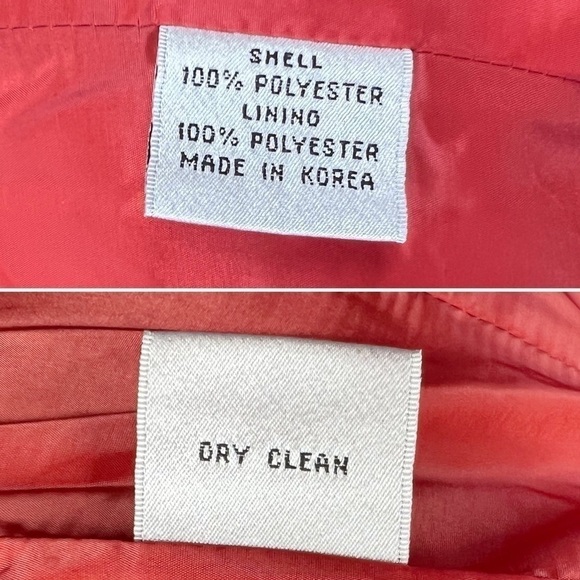 SHELL
100% POLYESTER
LINING
100% POLYESTER
MADE IN KOREA
DRY CLEAN